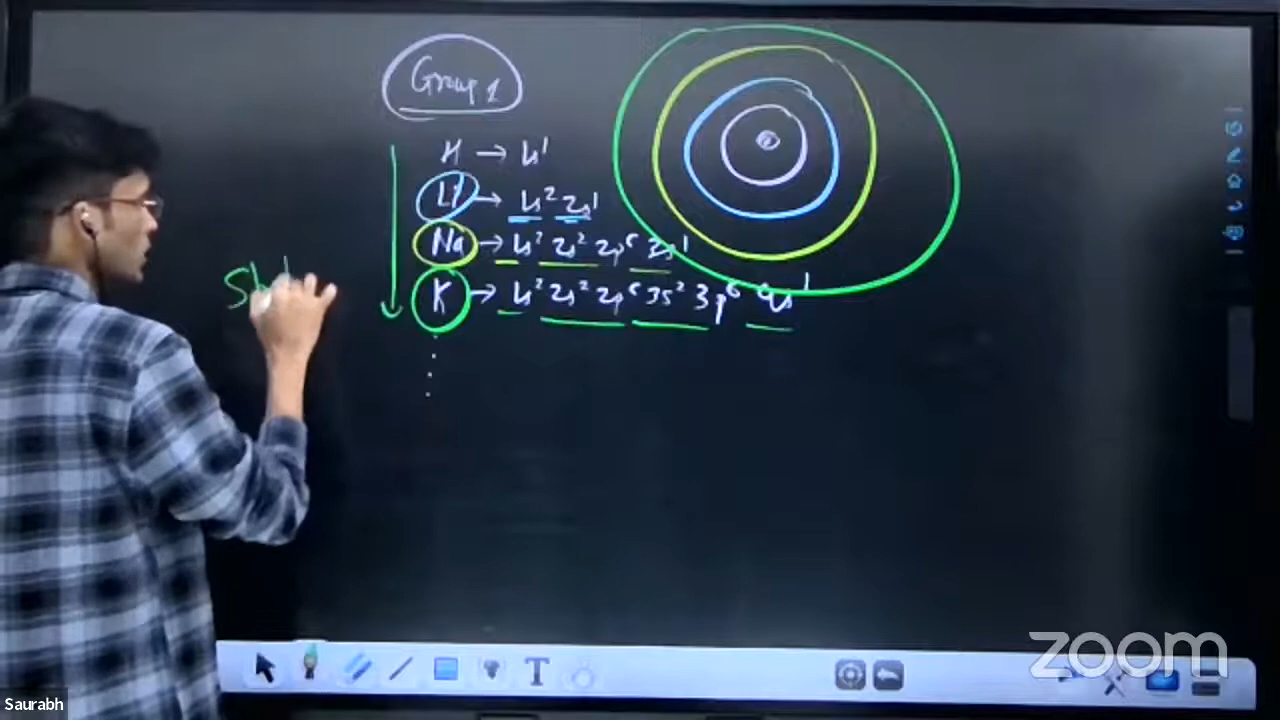 Group 1
H → 1s¹
Li → 1s² 2s¹
Na → 1s² 2s² 2p⁶ 3s¹
K → 1s² 2s² 2p⁶ 3s² 3p⁶ 4s¹
T
zoom
Saurabh